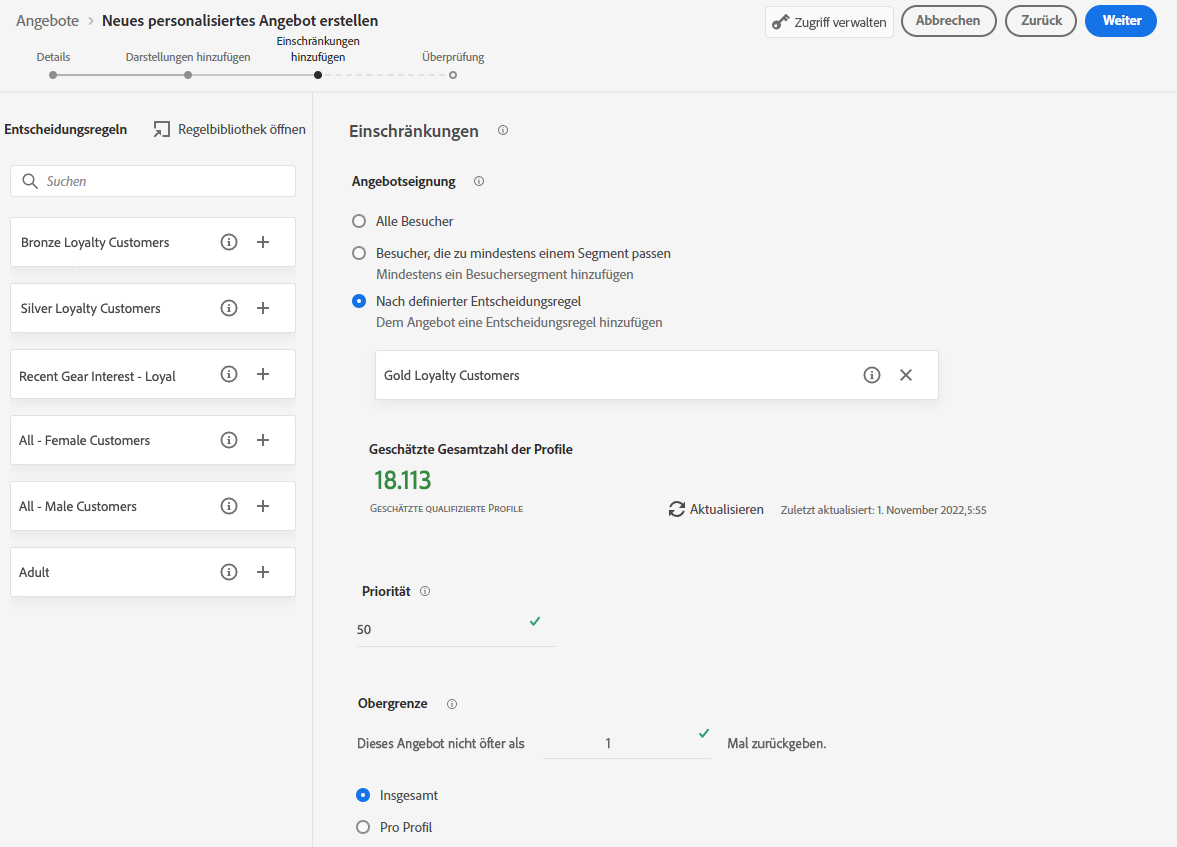 Angebote > Neues personalisiertes Angebot erstellen
Zugriff verwalten
Abbrechen
Zurück
Weiter
Details
Darstellungen hinzufügen
Einschränkungen
hinzufügen
Überprüfung
Entscheidungsregeln
Regelbibliothek öffnen
Suchen
Bronze Loyalty Customers
Silver Loyalty Customers
Recent Gear Interest - Loyal
All - Female Customers
All - Male Customers
Adult
Einschränkungen
Angebotseignung
Alle Besucher
Besucher, die zu mindestens einem Segment passen
Mindestens ein Besuchersegment hinzufügen
Nach definierter Entscheidungsregel
Dem Angebot eine Entscheidungsregel hinzufügen
Gold Loyalty Customers
Geschätzte Gesamtzahl der Profile
18.113
Geschätzte qualifizierte Profile
Aktualisieren
Zuletzt aktualisiert: 1. November 2022,5:55
Priorität
50
Obergrenze
Dieses Angebot nicht öfter als 1 Mal zurückgeben.
Insgesamt
Pro Profil